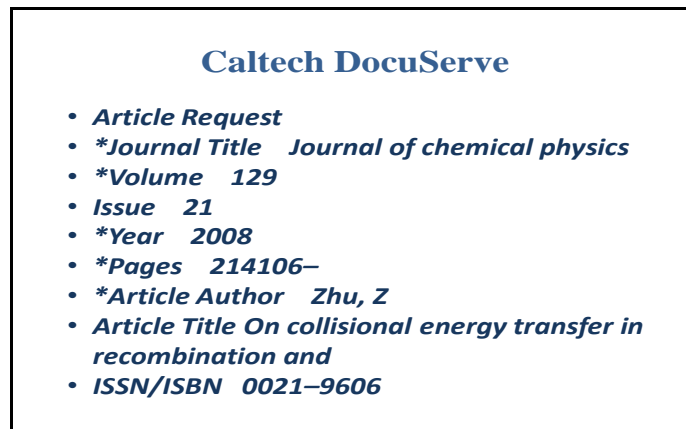 Caltech DocuServe
• Article Request
• *Journal Title Journal of chemical physics
• *Volume 129
• Issue 21
• *Year 2008
• *Pages 214106–
• *Article Author Zhu, Z
• Article Title On collisional energy transfer in
recombination and
• ISSN/ISBN 0021–9606